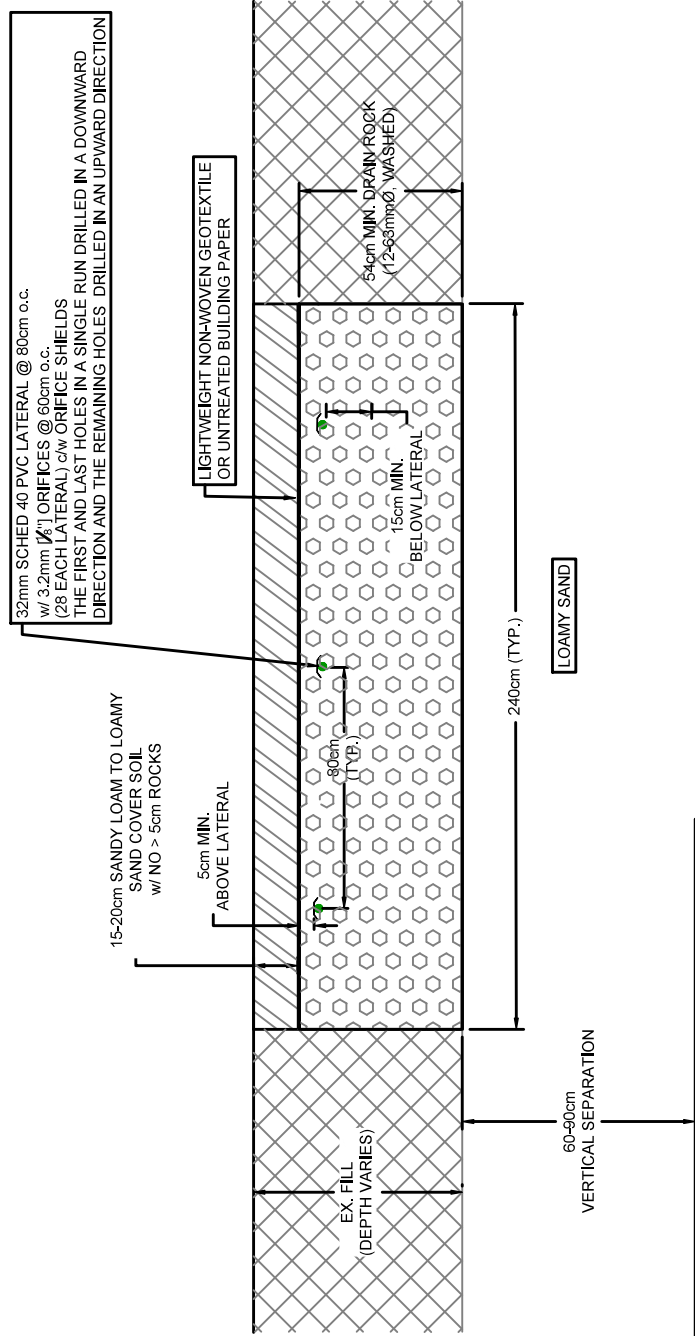 32mm SCHED 40 PVC LATERAL @ 80cm o.c.
w/ 3.2mm [⅛"] ORIFICES @ 60cm o.c.
(28 EACH LATERAL) c/w ORIFICE SHIELDS
THE FIRST AND LAST HOLES IN A SINGLE RUN DRILLED IN A DOWNWARD
DIRECTION AND THE REMAINING HOLES DRILLED IN AN UPWARD DIRECTION
15-20cm SANDY LOAM TO LOAMY
SAND COVER SOIL
w/ NO > 5cm ROCKS
5cm MIN.
ABOVE LATERAL
LIGHTWEIGHT NON-WOVEN GEOTEXTILE
OR UNTREATED BUILDING PAPER
EX. FILL
(DEPTH VARIES)
80cm
(TYP.)
15cm MIN.
BELOW LATERAL
54cm MIN. DRAIN ROCK
(12-63mmØ, WASHED)
240cm (TYP.)
60-90cm
VERTICAL SEPARATION
LOAMY SAND